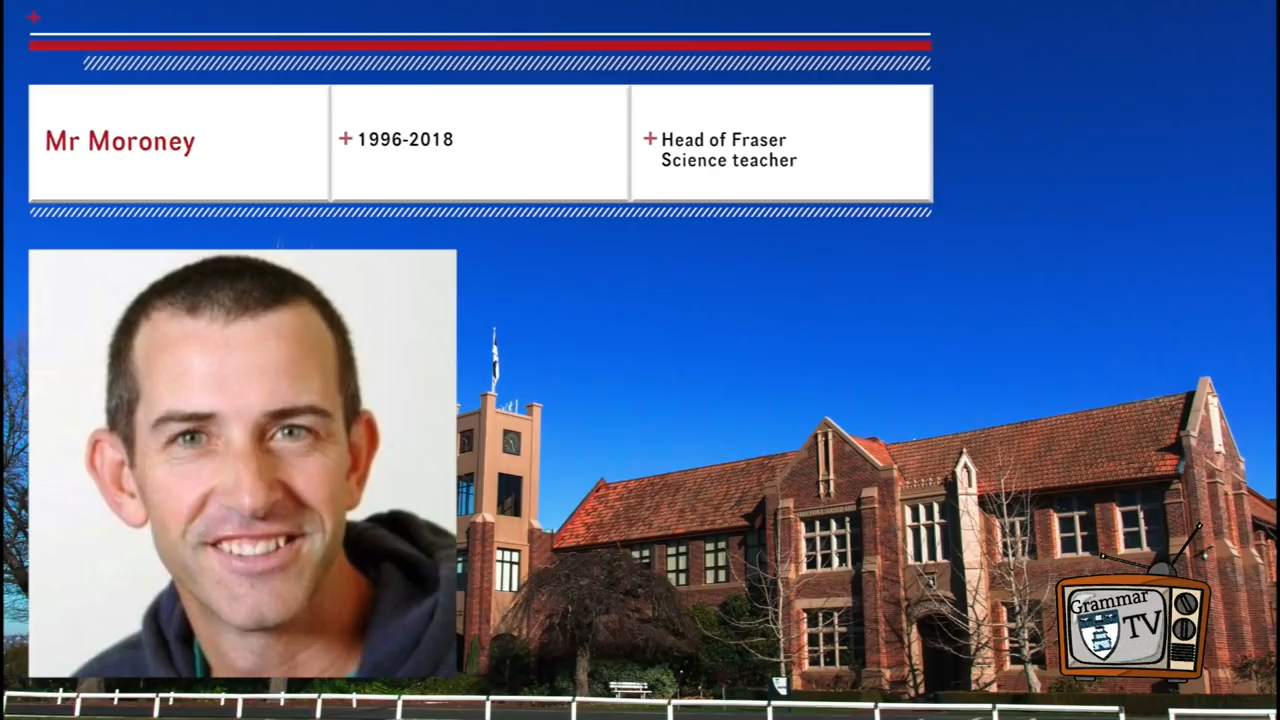 Mr Moroney
1996-2018
Head of Fraser
Science teacher
Grammar
TV